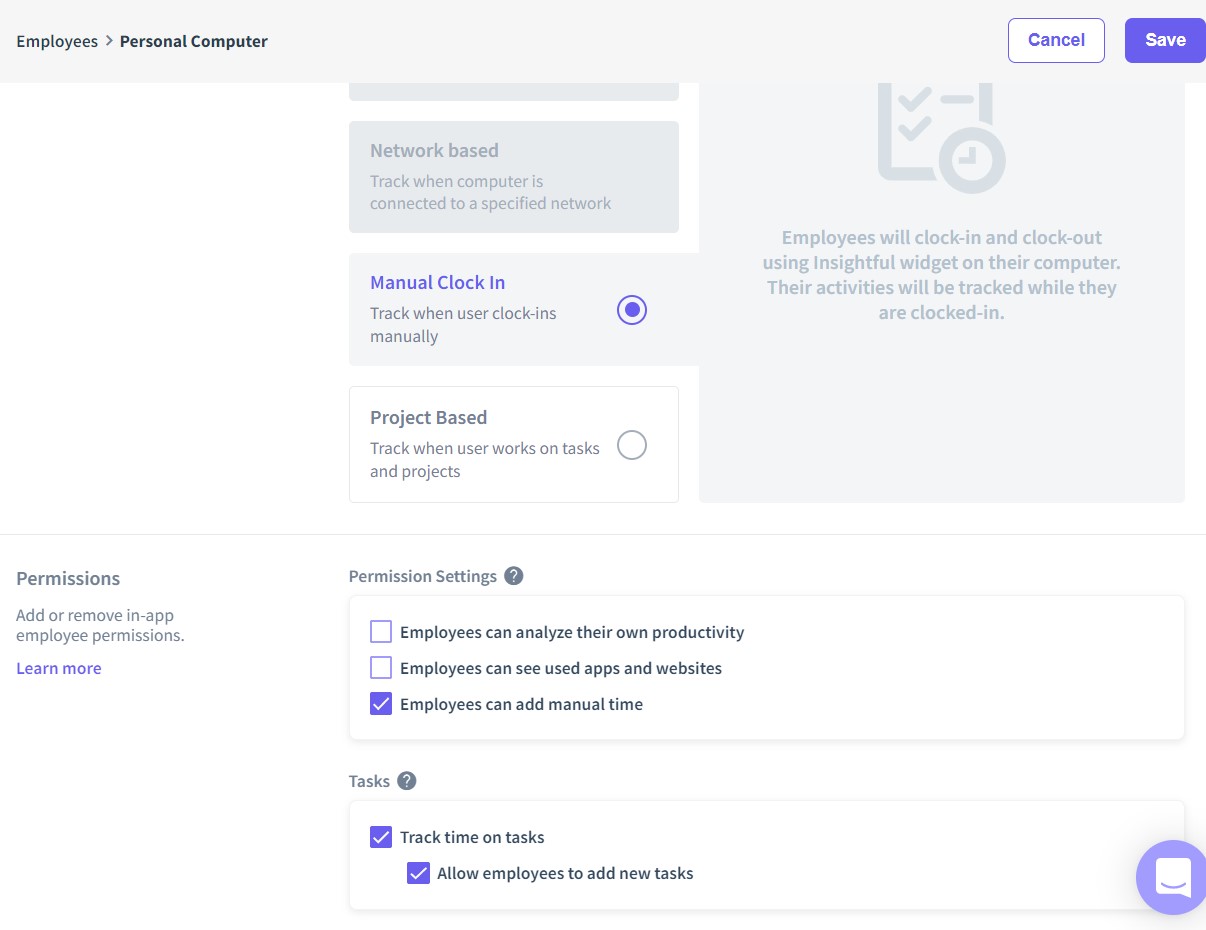 Employees > Personal Computer
Cancel
Save
Network based
Track when computer is
connected to a specified network
Manual Clock In
Track when user clock-ins
manually
Project Based
Track when user works on tasks
and projects
Employees will clock-in and clock-out
using Insightful widget on their computer.
Their activities will be tracked while they
are clocked-in.
Permissions
Add or remove in-app
employee permissions.
Learn more
Permission Settings ?
Employees can analyze their own productivity
Employees can see used apps and websites
Employees can add manual time
Tasks ?
Track time on tasks
Allow employees to add new tasks